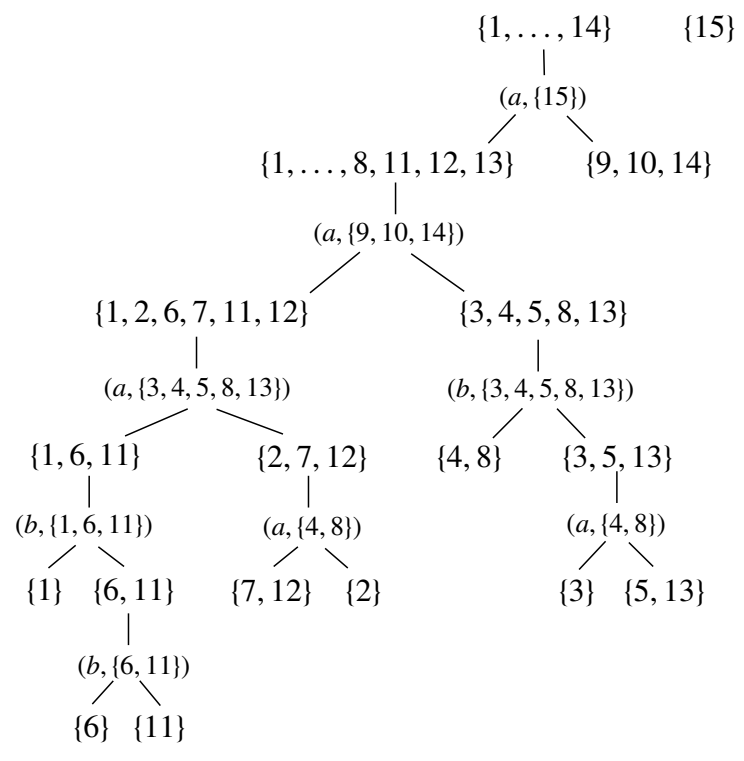 {1, . . . , 14} {15}
(a, {15})
{1, . . . , 8, 11, 12, 13} {9, 10, 14}
(a, {9, 10, 14})
{1, 2, 6, 7, 11, 12} {3, 4, 5, 8, 13}
(a, {3, 4, 5, 8, 13}) (b, {3, 4, 5, 8, 13})
{1, 6, 11} {2, 7, 12} {4, 8} {3, 5, 13}
(b, {1, 6, 11}) (a, {4, 8}) (a, {4, 8})
{1} {6, 11} {7, 12} {2} {3} {5, 13}
(b, {6, 11})
{6} {11}